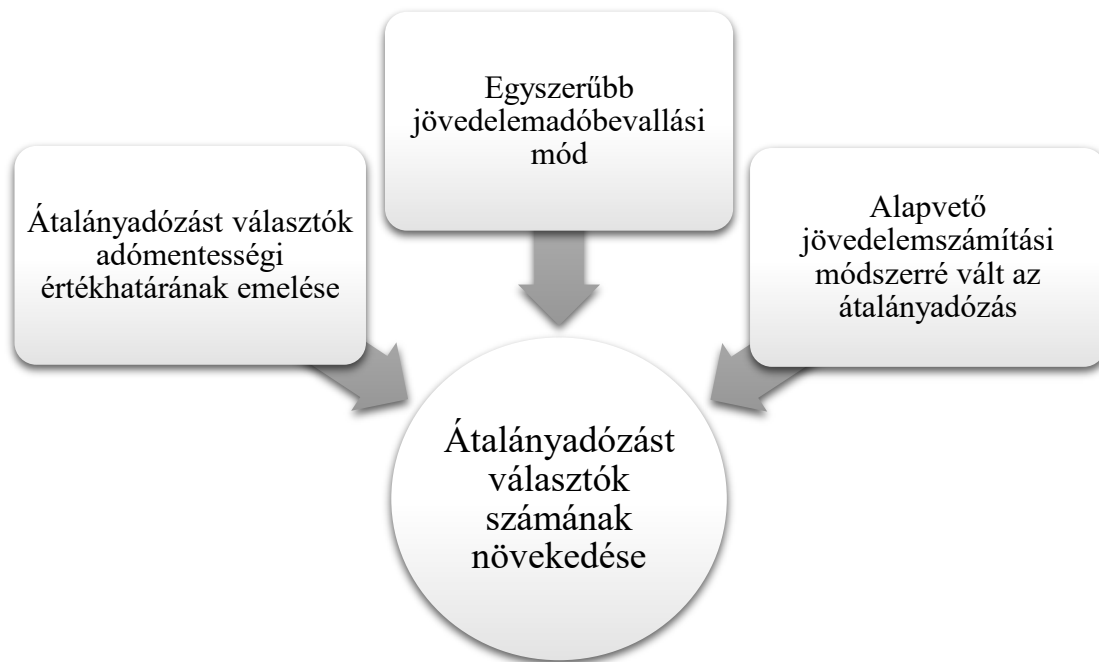 Egyszerűbb
jövedelemadóbevallási
mód
Átalányadózást választók
adómentességi
értékhatárának emelése
Alapvető
jövedelemszámítási
módszerré vált az
átalányadózás
Átalányadózást
választók
számának
növekedése